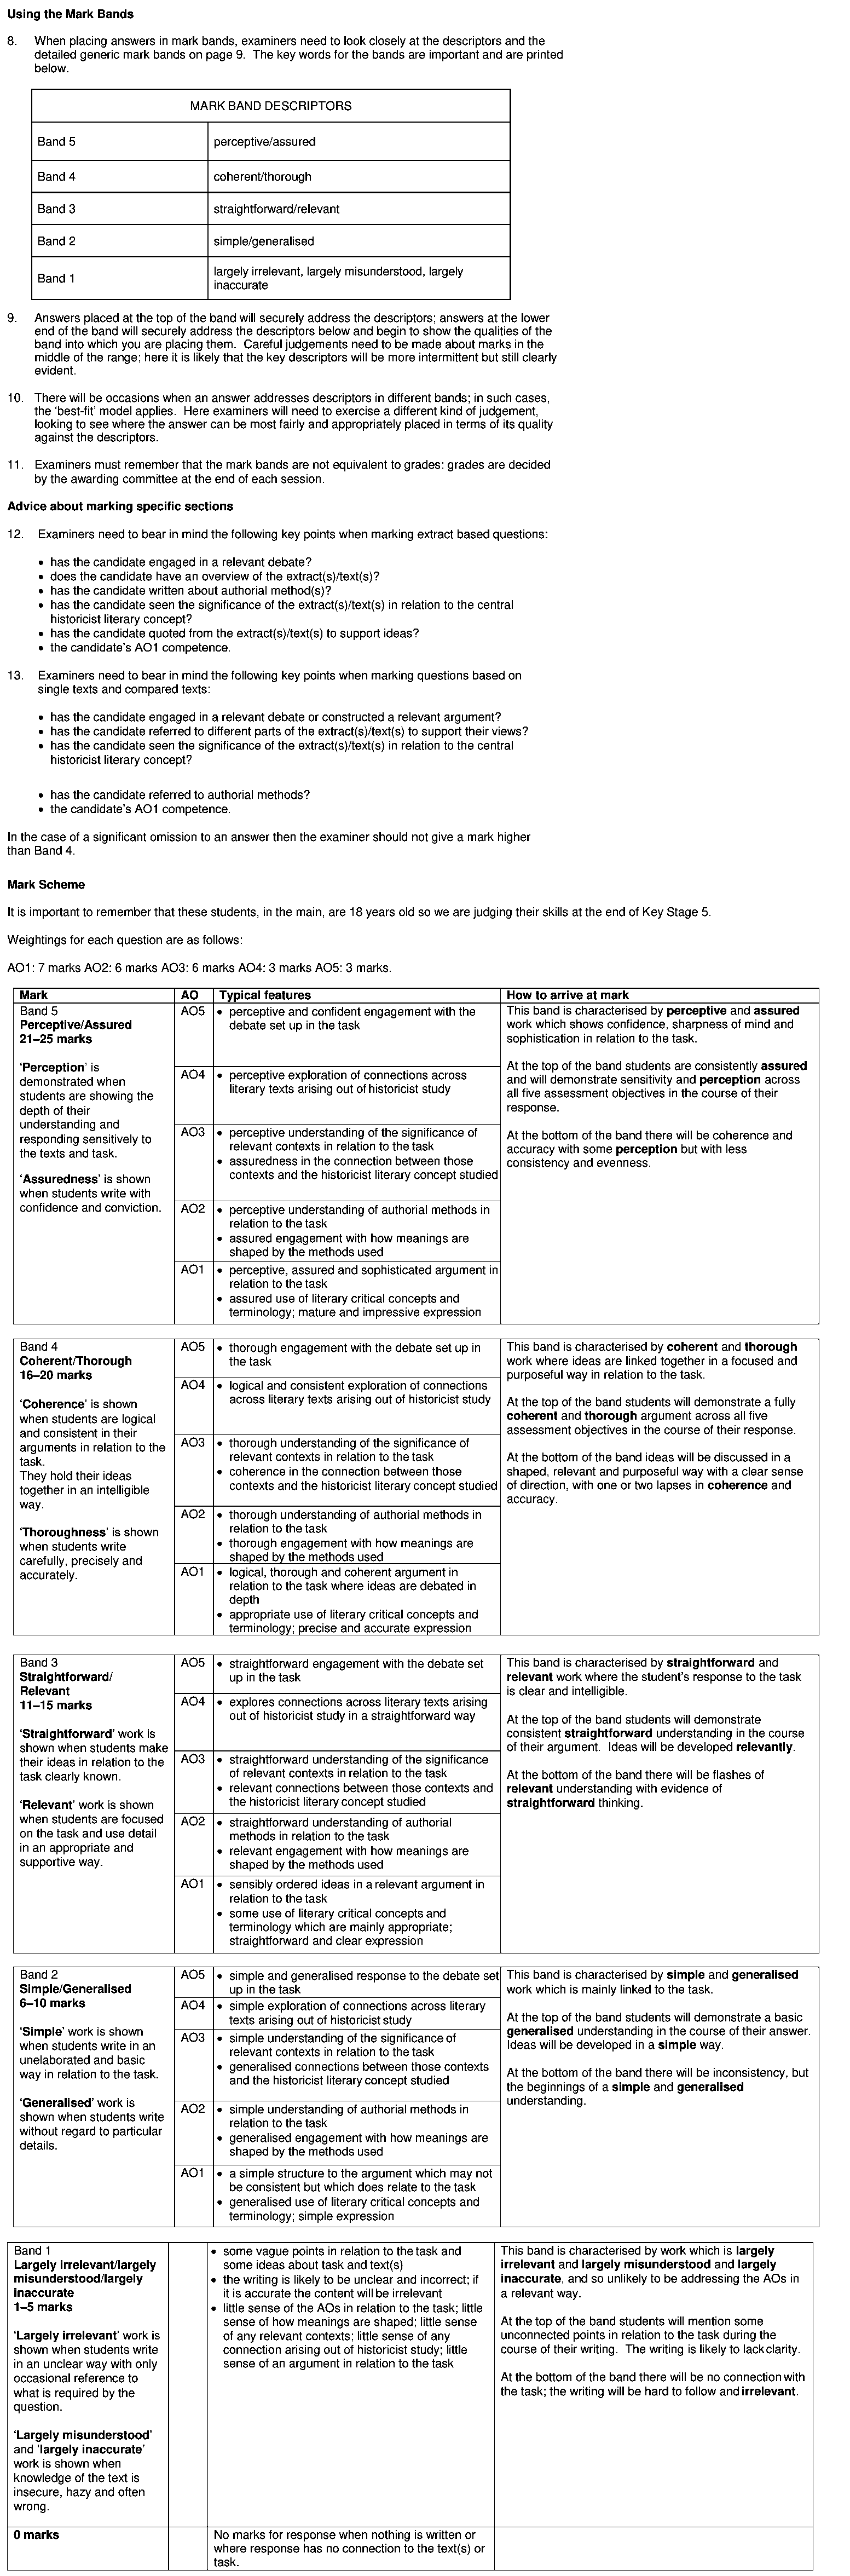 Using the Mark Bands
8. When placing answers in mark bands, examiners need to look closely at the descriptors and the
detailed generic mark bands on page 9. The key words for the bands are important and are printed
below.
MARK BAND DESCRIPTORS
Band 5 perceptive/assured
Band 4 coherent/thorough
Band 3 straightforward/relevant
Band 2 simple/generalised
Band 1 largely irrelevant, largely misunderstood, largely
inaccurate
9. Answers placed at the top of the band will securely address the descriptors; answers at the lower
end of the band will securely address the descriptors below and begin to show the qualities of the
band into which you are placing them. Careful judgements need to be made about marks in the
middle of the range; here it is likely that the key descriptors will be more intermittent but still clearly
evident.
10. There will be occasions when an answer addresses descriptors in different bands; in such cases,
the 'best-fit' model applies. Here examiners will need to exercise a different kind of judgement,
looking to see where the answer can be most fairly and appropriately placed in terms of its quality
against the descriptors.
11. Examiners must remember that the mark bands are not equivalent to grades: grades are decided
by the awarding committee at the end of each session.
Advice about marking specific sections
12. Examiners need to bear in mind the following key points when marking extract based questions:
• has the candidate engaged in a relevant debate?
• does the candidate have an overview of the extract(s)/text(s)?
• has the candidate written about authorial method(s)?
• has the candidate seen the significance of the extract(s)/text(s) in relation to the central
historicist literary concept?
• has the candidate quoted from the extract(s)/text(s) to support ideas?
• the candidate's AO1 competence.
13. Examiners need to bear in mind the following key points when marking questions based on
single texts and compared texts:
• has the candidate engaged in a relevant debate or constructed a relevant argument?
• has the candidate referred to different parts of the extract(s)/text(s) to support their views?
• has the candidate seen the significance of the extract(s)/text(s) in relation to the central
historicist literary concept?
• has the candidate referred to authorial methods?
• the candidate's AO1 competence.
In the case of a significant omission to an answer then the examiner should not give a mark higher
than Band 4.
Mark Scheme
It is important to remember that these students, in the main, are 18 years old so we are judging their skills at the end of Key Stage 5.
Weightings for each question are as follows:
AO1: 7 marks AO2: 6 marks AO3: 6 marks AO4: 3 marks AO5: 3 marks.
Mark AO Typical features How to arrive at mark
Band 5
Perceptive/Assured
21–25 marks
'Perception' is
demonstrated when
students are showing the
depth of their
understanding and
responding sensitively to
the texts and task.
'Assuredness' is shown
when students write with
confidence and conviction.
AO5 • perceptive and confident engagement with the
debate set up in the task
AO4 • perceptive exploration of connections across
literary texts arising out of historicist study
AO3 • perceptive understanding of the significance of
relevant contexts in relation to the task
• assuredness in the connection between those
contexts and the historicist literary concept studied
AO2 • perceptive understanding of authorial methods in
relation to the task
• assured engagement with how meanings are
shaped by the methods used
AO1 • perceptive, assured and sophisticated argument in
relation to the task
• assured use of literary critical concepts and
terminology; mature and impressive expression
This band is characterised by perceptive and assured
work which shows confidence, sharpness of mind and
sophistication in relation to the task.
At the top of the band students are consistently assured
and will demonstrate sensitivity and perception across
all five assessment objectives in the course of their
response.
At the bottom of the band there will be coherence and
accuracy with some perception but with less
consistency and evenness.
Band 4
Coherent/Thorough
16–20 marks
'Coherence' is shown
when students are logical
and consistent in their
arguments in relation to the
task.
They hold their ideas
together in an intelligible
way.
'Thoroughness' is shown
when students write
carefully, precisely and
accurately.
AO5 • thorough engagement with the debate set up in
the task
AO4 • logical and consistent exploration of connections
across literary texts arising out of historicist study
AO3 • thorough understanding of the significance of
relevant contexts in relation to the task
• coherence in the connection between those
contexts and the historicist literary concept studied
AO2 • thorough understanding of authorial methods in
relation to the task
• thorough engagement with how meanings are
shaped by the methods used
AO1 • logical, thorough and coherent argument in
relation to the task where ideas are debated in
depth
• appropriate use of literary critical concepts and
terminology; precise and accurate expression
This band is characterised by coherent and thorough
work where ideas are linked together in a focused and
purposeful way in relation to the task.
At the top of the band students will demonstrate a fully
coherent and thorough argument across all five
assessment objectives in the course of their response.
At the bottom of the band ideas will be discussed in a
shaped, relevant and purposeful way with a clear sense
of direction, with one or two lapses in coherence and
accuracy.
Band 3
Straightforward/
Relevant
11–15 marks
'Straightforward' work is
shown when students make
their ideas in relation to the
task clearly known.
'Relevant' work is shown
when students are focused
on the task and use detail
in an appropriate and
supportive way.
AO5 • straightforward engagement with the debate set
up in the task
AO4 • explores connections across literary texts arising
out of historicist study in a straightforward way
AO3 • straightforward understanding of the significance
of relevant contexts in relation to the task
• relevant connections between those contexts and
the historicist literary concept studied
AO2 • straightforward understanding of authorial
methods in relation to the task
• relevant engagement with how meanings are
shaped by the methods used
AO1 • sensibly ordered ideas in a relevant argument in
relation to the task
• some use of literary critical concepts and
terminology which are mainly appropriate;
straightforward and clear expression
This band is characterised by straightforward and
relevant work where the student's response to the task
is clear and intelligible.
At the top of the band students will demonstrate
consistent straightforward understanding in the course
of their argument. Ideas will be developed relevantly.
At the bottom of the band there will be flashes of
relevant understanding with evidence of
straightforward thinking.
Band 2
Simple/Generalised
6–10 marks
'Simple' work is shown
when students write in an
unelaborated and basic
way in relation to the task.
'Generalised' work is
shown when students write
without regard to particular
details.
AO5 • simple and generalised response to the debate set
up in the task
AO4 • simple exploration of connections across literary
texts arising out of historicist study
AO3 • simple understanding of the significance of
relevant contexts in relation to the task
• generalised connections between those contexts
and the historicist literary concept studied
AO2 • simple understanding of authorial methods in
relation to the task
• generalised engagement with how meanings are
shaped by the methods used
AO1 • a simple structure to the argument which may not
be consistent but which does relate to the task
• generalised use of literary critical concepts and
terminology; simple expression
This band is characterised by simple and generalised
work which is mainly linked to the task.
At the top of the band students will demonstrate a basic
generalised understanding in the course of their answer.
Ideas will be developed in a simple way.
At the bottom of the band there will be inconsistency, but
the beginnings of a simple and generalised
understanding.
Band 1
Largely irrelevant/largely
misunderstood/largely
inaccurate
1–5 marks
'Largely irrelevant' work is
shown when students write
in an unclear way with only
occasional reference to
what is required by the
question.
'Largely misunderstood'
and 'largely inaccurate'
work is shown when
knowledge of the text is
insecure, hazy and often
wrong.
• some vague points in relation to the task and
some ideas about task and text(s)
• the writing is likely to be unclear and incorrect; if
it is accurate the content will be irrelevant
• little sense of the AOs in relation to the task; little
sense of how meanings are shaped; little sense
of any relevant contexts; little sense of any
connection arising out of historicist study; little
sense of an argument in relation to the task
This band is characterised by work which is largely
irrelevant and largely misunderstood and largely
inaccurate, and so unlikely to be addressing the AOs in
a relevant way.
At the top of the band students will mention some
unconnected points in relation to the task during the
course of their writing. The writing is likely to lack clarity.
At the bottom of the band there will be no connection with
the task; the writing will be hard to follow and irrelevant.
0 marks
No marks for response when nothing is written or
where response has no connection to the text(s) or
task.